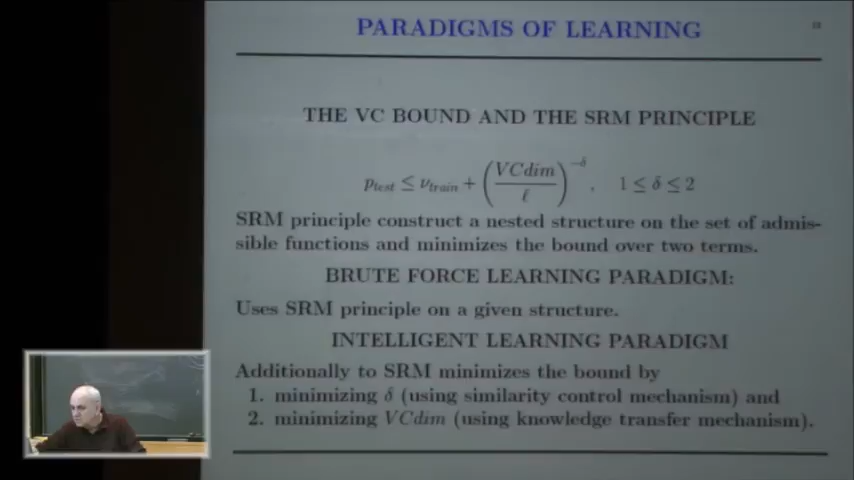 PARADIGMS OF LEARNING
THE VC BOUND AND THE SRM PRINCIPLE
p_test ≤ ν_train + (VCdim / ℓ)^−δ, 1 ≤ δ ≤ 2
SRM principle construct a nested structure on the set of admis-
sible functions and minimizes the bound over two terms.
BRUTE FORCE LEARNING PARADIGM:
Uses SRM principle on a given structure.
INTELLIGENT LEARNING PARADIGM
Additionally to SRM minimizes the bound by
1. minimizing δ (using similarity control mechanism) and
2. minimizing VCdim (using knowledge transfer mechanism).